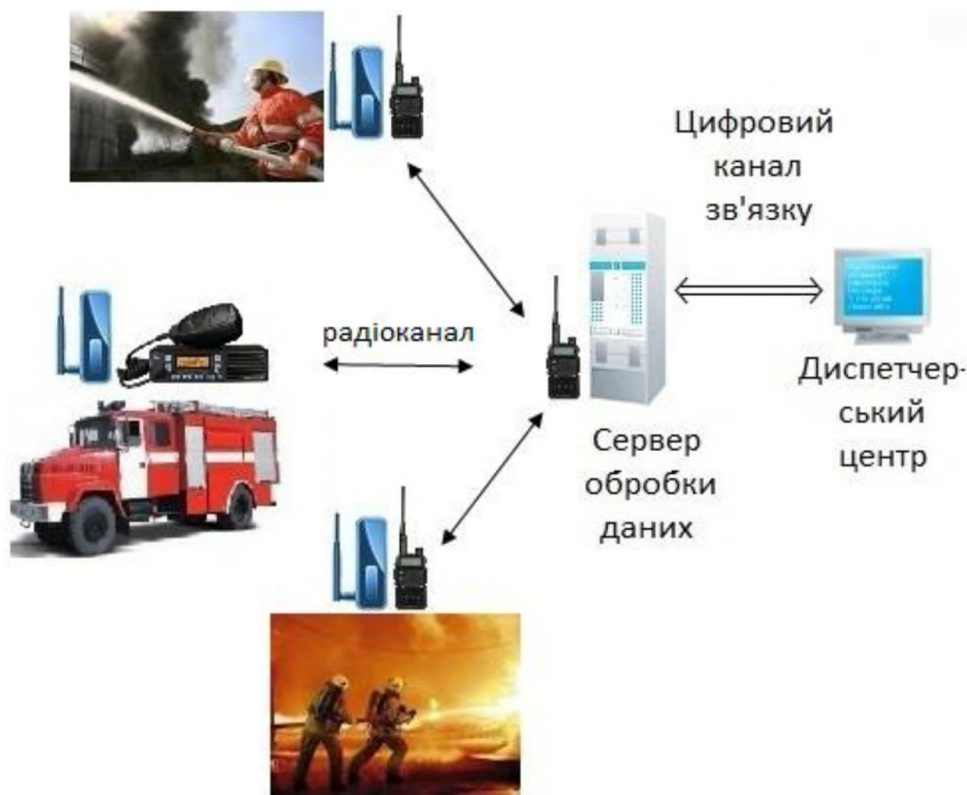 Цифровий
канал
зв'язку
радіоканал
Диспетчер-
ський
центр
Сервер
обробки
даних